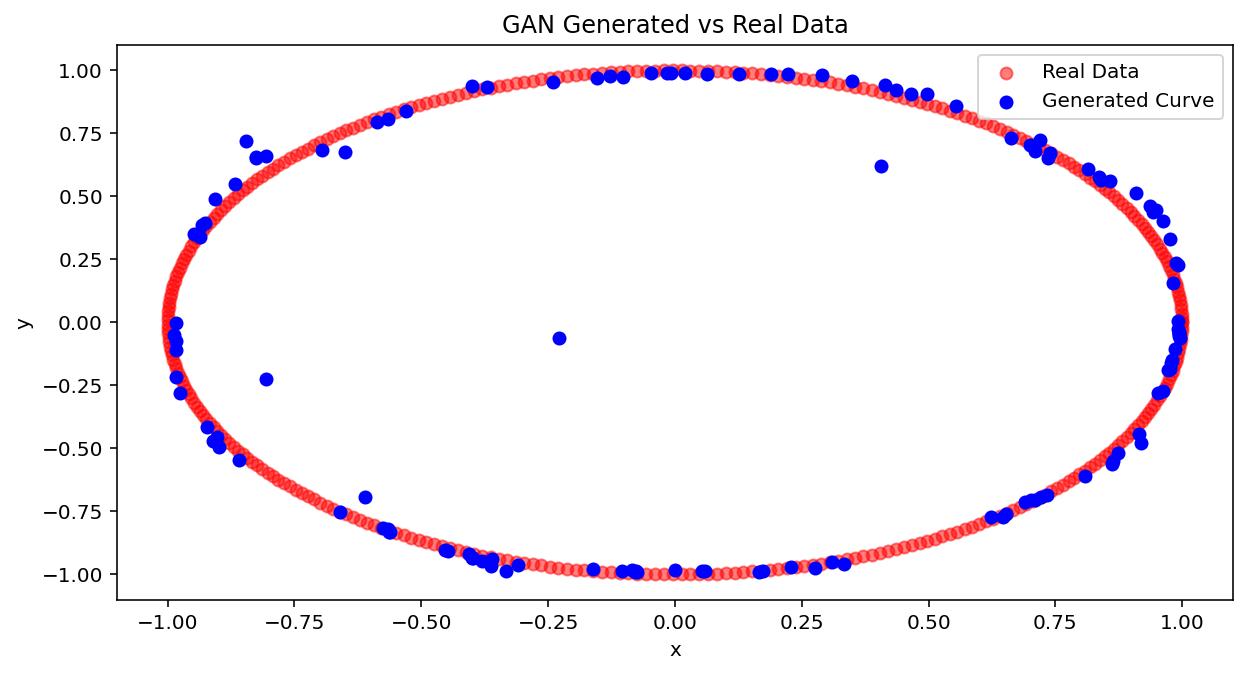 GAN Generated vs Real Data
Real Data
Generated Curve
1.00
0.75
0.50
0.25
0.00
−0.25
−0.50
−0.75
−1.00
y
−1.00 −0.75 −0.50 −0.25 0.00 0.25 0.50 0.75 1.00
x